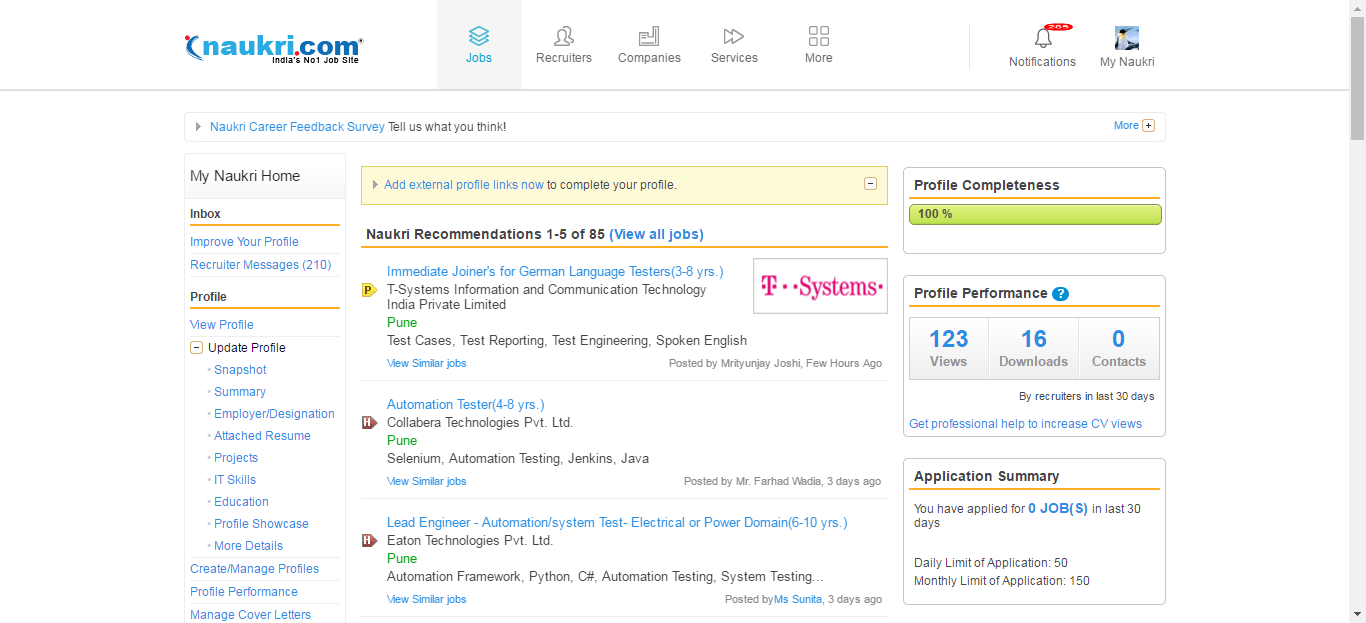 naukri.com
India's No1 Job Site
Jobs
Recruiters
Companies
Services
More
285
Notifications
My Naukri
Naukri Career Feedback Survey Tell us what you think!
More
My Naukri Home
Inbox
Improve Your Profile
Recruiter Messages (210)
Profile
View Profile
Update Profile
Snapshot
Summary
Employer/Designation
Attached Resume
Projects
IT Skills
Education
Profile Showcase
More Details
Create/Manage Profiles
Profile Performance
Manage Cover Letters
Add external profile links now to complete your profile.
Naukri Recommendations 1-5 of 85 (View all jobs)
Immediate Joiner's for German Language Testers(3-8 yrs.)
P
T-Systems Information and Communication Technology
India Private Limited
Pune
Test Cases, Test Reporting, Test Engineering, Spoken English
View Similar jobs
Posted by Mrityunjay Joshi, Few Hours Ago
T··Systems·
Automation Tester(4-8 yrs.)
H
Collabera Technologies Pvt. Ltd.
Pune
Selenium, Automation Testing, Jenkins, Java
View Similar jobs
Posted by Mr. Farhad Wadia, 3 days ago
Lead Engineer - Automation/system Test- Electrical or Power Domain(6-10 yrs.)
H
Eaton Technologies Pvt. Ltd.
Pune
Automation Framework, Python, C#, Automation Testing, System Testing...
View Similar jobs
Posted by Ms Sunita, 3 days ago
Profile Completeness
100 %
Profile Performance ?
123
Views
16
Downloads
0
Contacts
By recruiters in last 30 days
Get professional help to increase CV views
Application Summary
You have applied for 0 JOB(S) in last 30
days
Daily Limit of Application: 50
Monthly Limit of Application: 150